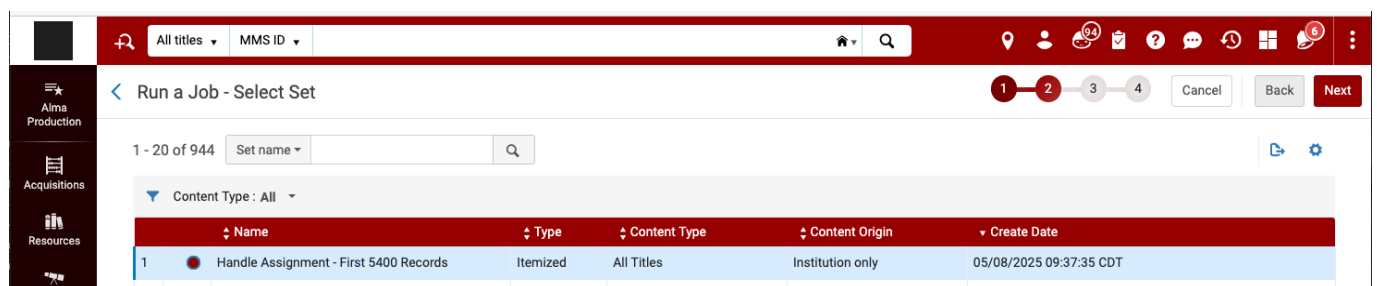 All titles MMS ID
94
6
Alma
Production
Run a Job - Select Set
1 2 3 4
Cancel Back Next
1 - 20 of 944 Set name
Acquisitions
Content Type : All
Resources
Name Type Content Type Content Origin Create Date
1 Handle Assignment - First 5400 Records Itemized All Titles Institution only 05/08/2025 09:37:35 CDT